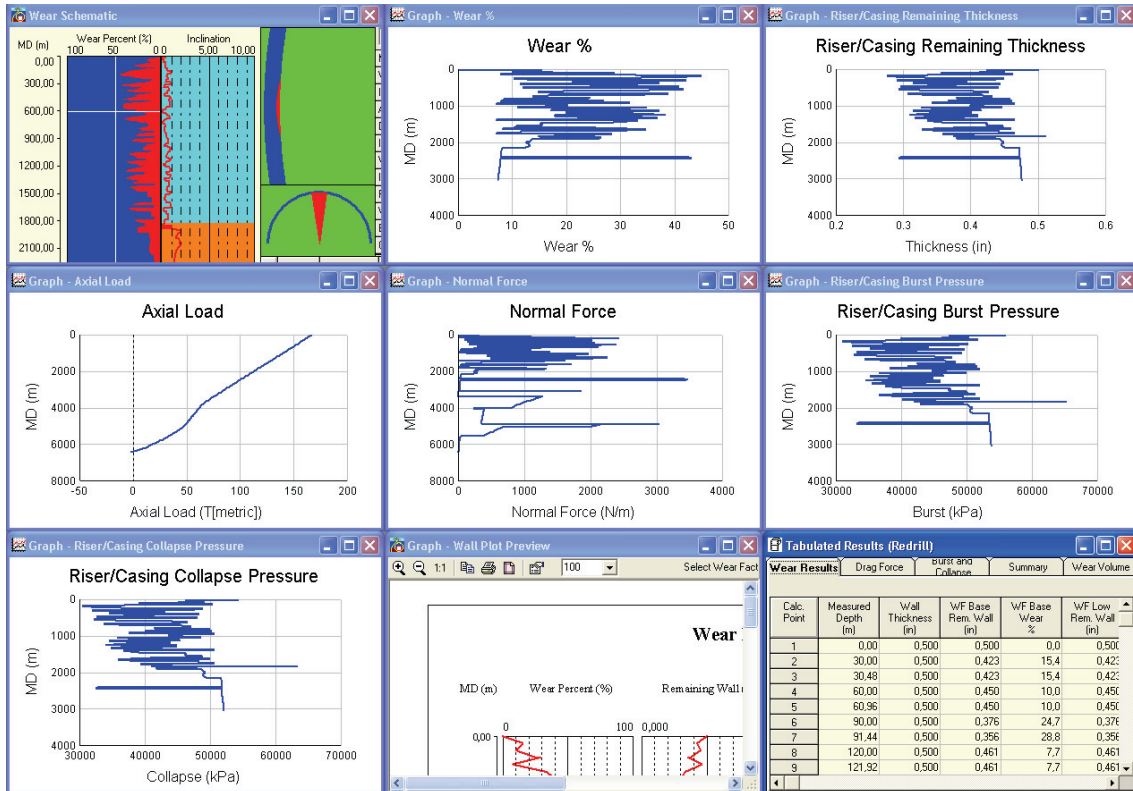 Wear Schematic
MD (m)
Wear Percent (%)
Inclination
100
50
0
0
5,00
10,00
0,00
300,00
600,00
900,00
1200,00
1500,00
1800,00
2100,00
Graph - Wear %
Wear %
MD (m)
0
1000
2000
3000
4000
0
10
20
30
40
50
Wear %
Graph - Riser/Casing Remaining Thickness
Riser/Casing Remaining Thickness
MD (m)
0
1000
2000
3000
4000
0.2
0.3
0.4
0.5
0.6
Thickness (in)
Graph - Axial Load
Axial Load
MD (m)
0
2000
4000
6000
8000
-50
0
50
100
150
200
Axial Load (T[metric])
Graph - Normal Force
Normal Force
MD (m)
0
2000
4000
6000
8000
0
1000
2000
3000
4000
Normal Force (N/m)
Graph - Riser/Casing Burst Pressure
Riser/Casing Burst Pressure
MD (m)
0
1000
2000
3000
4000
30000
40000
50000
60000
70000
Burst (kPa)
Graph - Riser/Casing Collapse Pressure
Riser/Casing Collapse Pressure
MD (m)
0
1000
2000
3000
4000
30000
40000
50000
60000
70000
Collapse (kPa)
Graph - Wall Plot Preview
1:1
100
Select Wear Fact
Wear
MD (m)
Wear Percent (%)
Remaining Wall
0
100
0,000
0,00
Tabulated Results (Redrill)
Wear Results
Drag Force
Burst and
Collapse
Summary
Wear Volume
Calc. Point
Measured Depth (m)
Wall Thickness (in)
WF Base Rem. Wall (in)
WF Base Wear %
WF Low Rem. Wall (in)
1 0,00 0,500 0,500 0,0 0,500
2 30,00 0,500 0,423 15,4 0,423
3 30,48 0,500 0,423 15,4 0,423
4 60,00 0,500 0,450 10,0 0,450
5 60,96 0,500 0,450 10,0 0,450
6 90,00 0,500 0,376 24,7 0,376
7 91,44 0,500 0,356 28,8 0,356
8 120,00 0,500 0,461 7,7 0,461
9 121,92 0,500 0,461 7,7 0,461